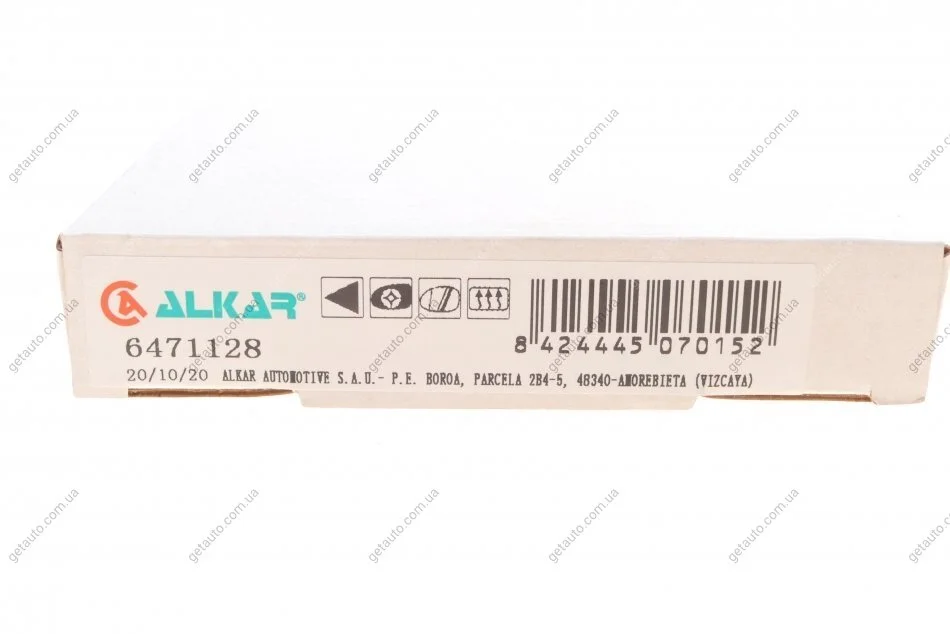 ALKAR®
6471128
8 424445 070152
20/10/20 ALKAR AUTOMOTIVE S.A.U.- P.E. BOROA, PARCELA 2B4-5, 48340-AMOREBIETA (VIZCAYA)
getauto.com.ua